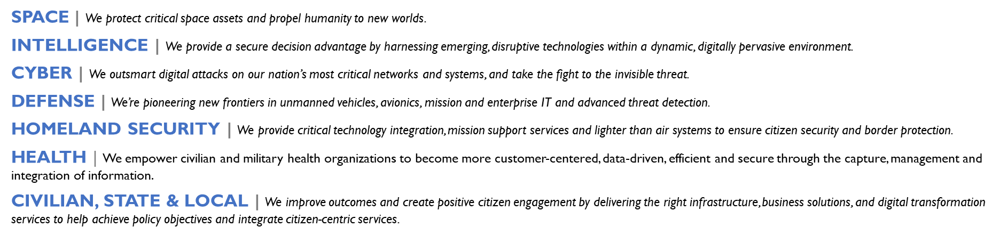 SPACE | We protect critical space assets and propel humanity to new worlds.
INTELLIGENCE | We provide a secure decision advantage by harnessing emerging, disruptive technologies within a dynamic, digitally pervasive environment.
CYBER | We outsmart digital attacks on our nation’s most critical networks and systems, and take the fight to the invisible threat.
DEFENSE | We’re pioneering new frontiers in unmanned vehicles, avionics, mission and enterprise IT and advanced threat detection.
HOMELAND SECURITY | We provide critical technology integration, mission support services and lighter than air systems to ensure citizen security and border protection.
HEALTH | We empower civilian and military health organizations to become more customer-centered, data-driven, efficient and secure through the capture, management and
integration of information.
CIVILIAN, STATE & LOCAL | We improve outcomes and create positive citizen engagement by delivering the right infrastructure, business solutions, and digital transformation
services to help achieve policy objectives and integrate citizen-centric services.